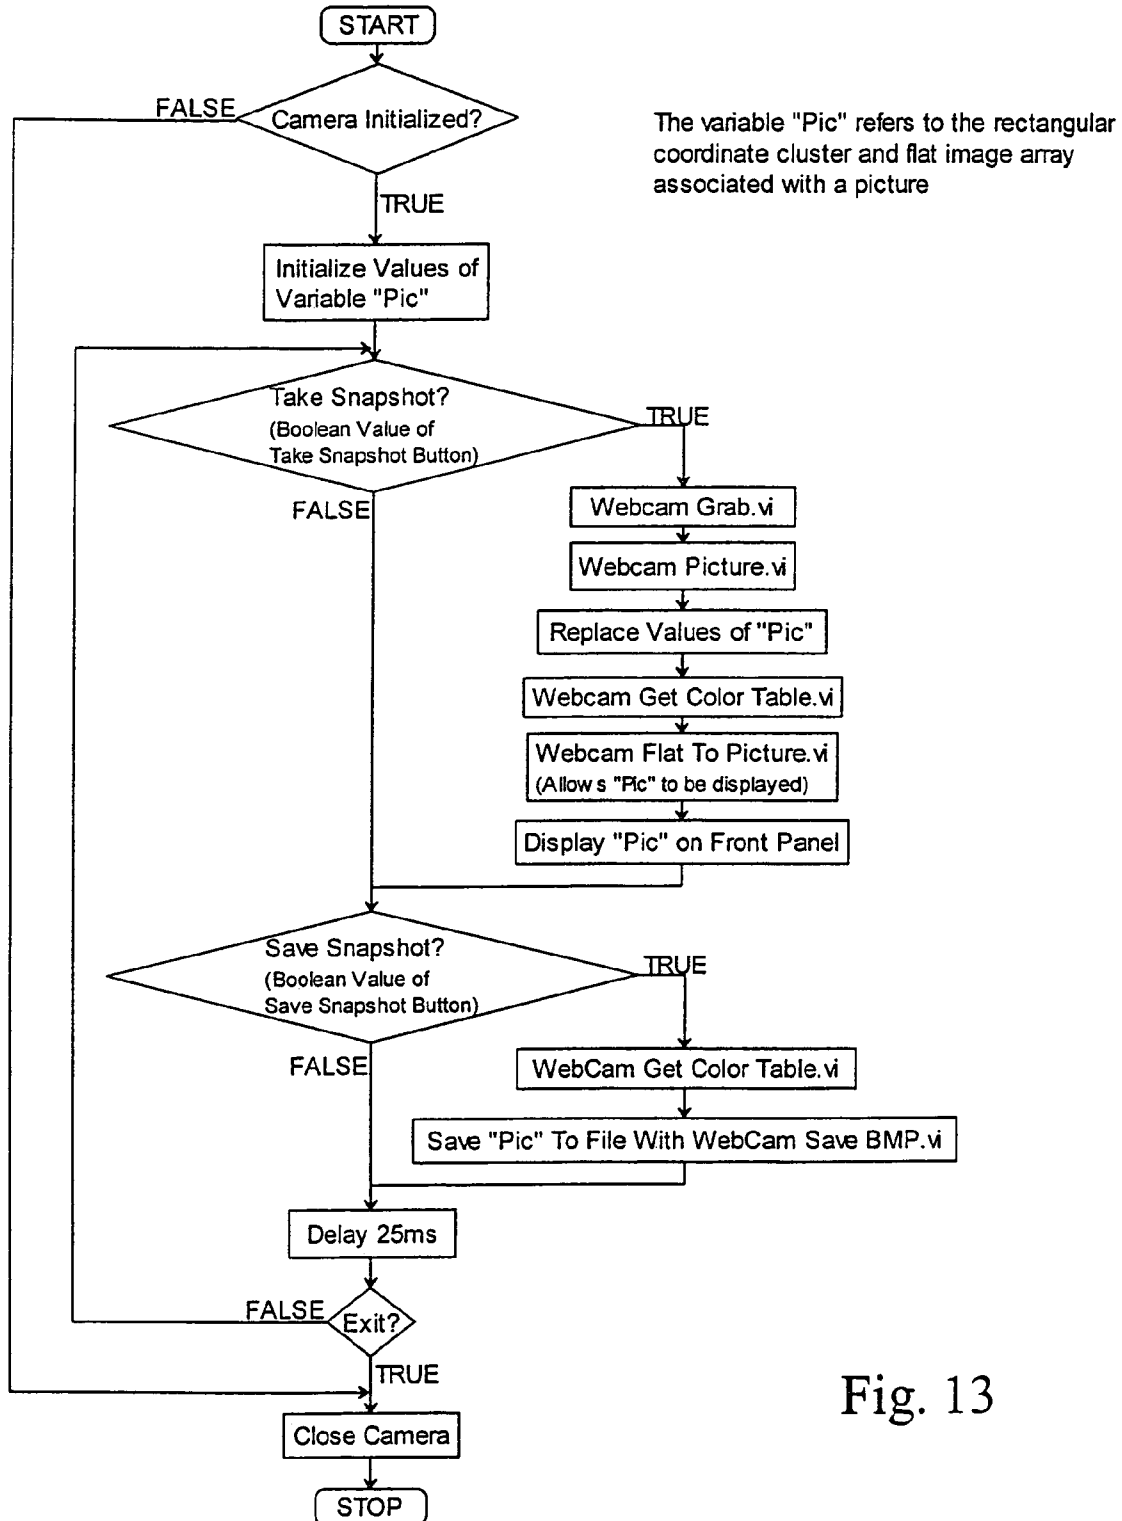 START
FALSE
Camera Initialized?
The variable "Pic" refers to the rectangular
coordinate cluster and flat image array
associated with a picture
TRUE
Initialize Values of
Variable "Pic"
Take Snapshot?
(Boolean Value of
Take Snapshot Button)
TRUE
FALSE
Webcam Grab.vi
Webcam Picture.vi
Replace Values of "Pic"
Webcam Get Color Table.vi
Webcam Flat To Picture.vi
(Allows "Pic" to be displayed)
Display "Pic" on Front Panel
Save Snapshot?
(Boolean Value of
Save Snapshot Button)
TRUE
FALSE
WebCam Get Color Table.vi
Save "Pic" To File With WebCam Save BMP.vi
Delay 25ms
FALSE
Exit?
TRUE
Close Camera
STOP
Fig. 13